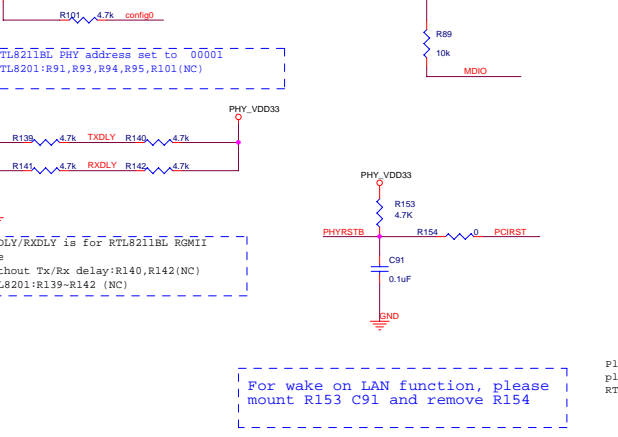 R101 4.7k config0
R89
10k
MDIO
TL8211BL PHY address set to 00001
TL8201:R91,R93,R94,R95,R101(NC)
PHY_VDD33
R139 4.7k TXDLY R140 4.7k
R141 4.7k RXDLY R142 4.7k
PHY_VDD33
R153
4.7K
PHYRSTB R154 0 PCIRST
C91
0.1uF
GND
DLY/RXDLY is for RTL8211BL RGMII
e
thout Tx/Rx delay:R140,R142(NC)
L8201:R139~R142 (NC)
For wake on LAN function, please
mount R153 C91 and remove R154
Pl
pl
RT